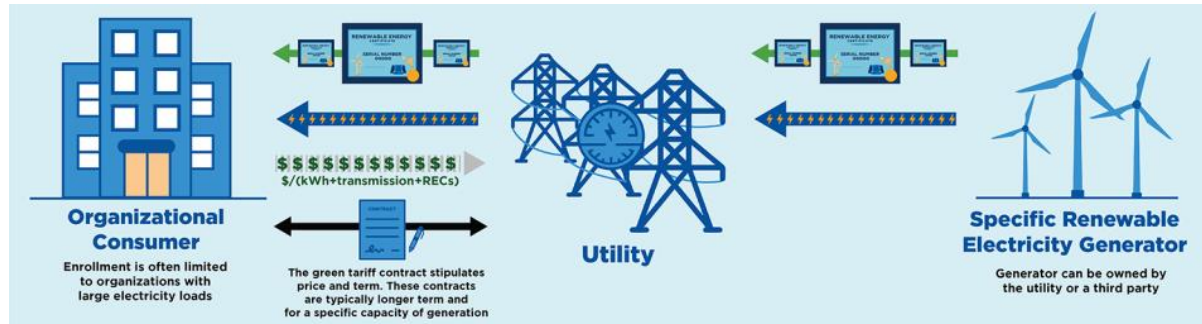 RENEWABLE ENERGY
CERTIFICATE
SERIAL NUMBER
RENEWABLE ENERGY
CERTIFICATE
SERIAL NUMBER
$ $ $ $ $ $ $ $ $ $ $ $
$/(kWh+transmission+RECs)
CONTRACT
Organizational
Consumer
Enrollment is often limited
to organizations with
large electricity loads
The green tariff contract stipulates
price and term. These contracts
are typically longer term and
for a specific capacity of generation
Utility
Specific Renewable
Electricity Generator
Generator can be owned by
the utility or a third party